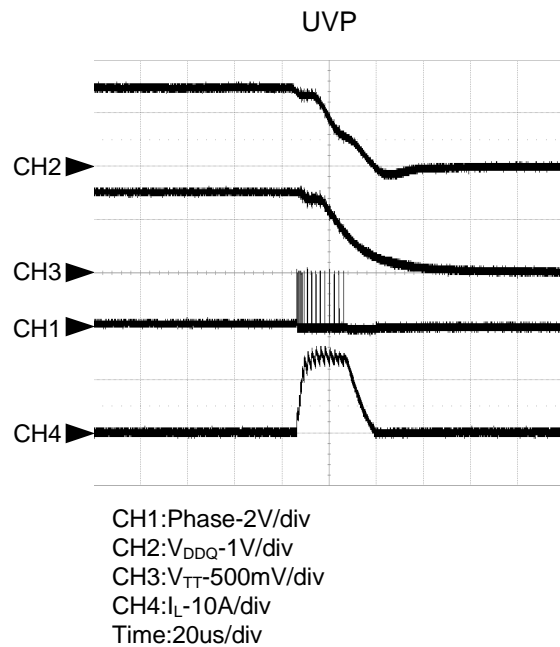 UVP
CH2
CH3
CH1
CH4
CH1:Phase-2V/div
CH2:VDDQ-1V/div
CH3:VTT-500mV/div
CH4:IL-10A/div
Time:20us/div